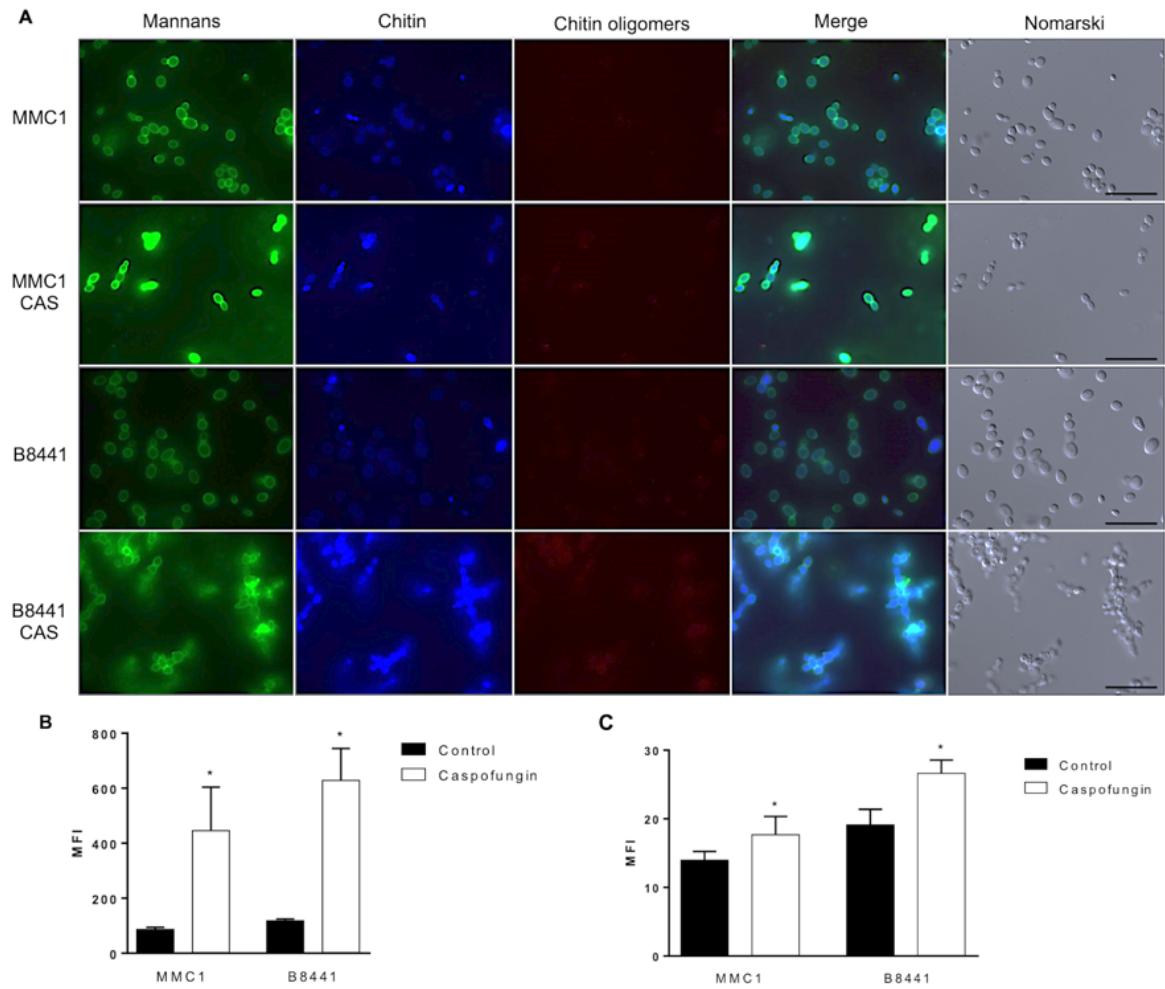 A
Mannans Chitin Chitin oligomers Merge Nomarski
MMC1
MMC1
CAS
B8441
B8441
CAS
B
800
600
400
200
0
MFI
MMC1 B8441
*
*
Control
Caspofungin
C
30
20
10
0
MFI
MMC1 B8441
*
*
Control
Caspofungin